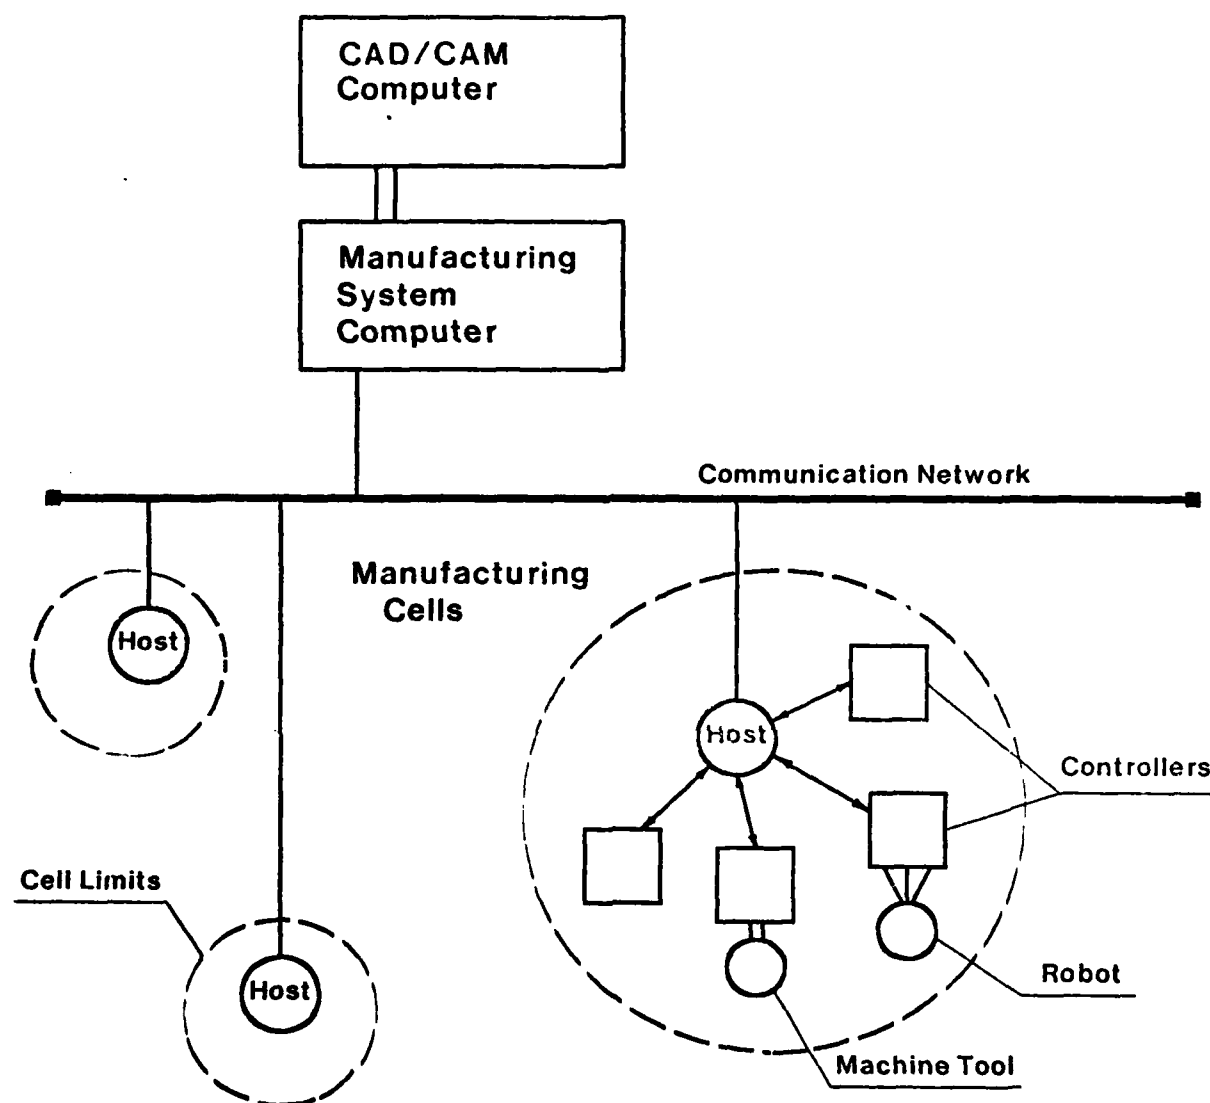 CAD/CAM
Computer
Manufacturing
System
Computer
Communication Network
Manufacturing
Cells
Host
Host
Controllers
Cell Limits
Host
Robot
Machine Tool